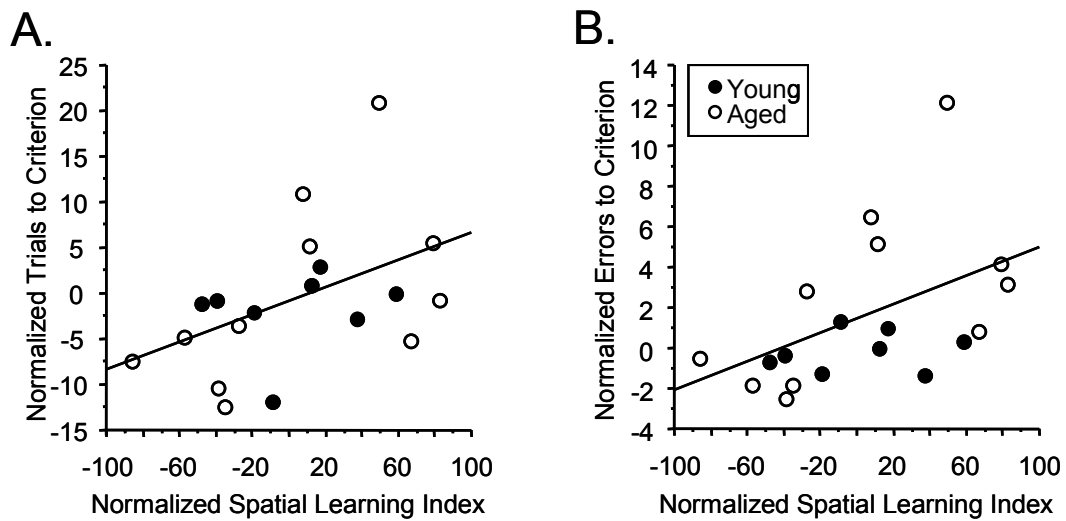 A.
Normalized Trials to Criterion
25
20
15
10
5
0
-5
-10
-15
-100 -60 -20 20 60 100
Normalized Spatial Learning Index
B.
Normalized Errors to Criterion
14
12
10
8
6
4
2
0
-2
-4
Young
Aged
-100 -60 -20 20 60 100
Normalized Spatial Learning Index